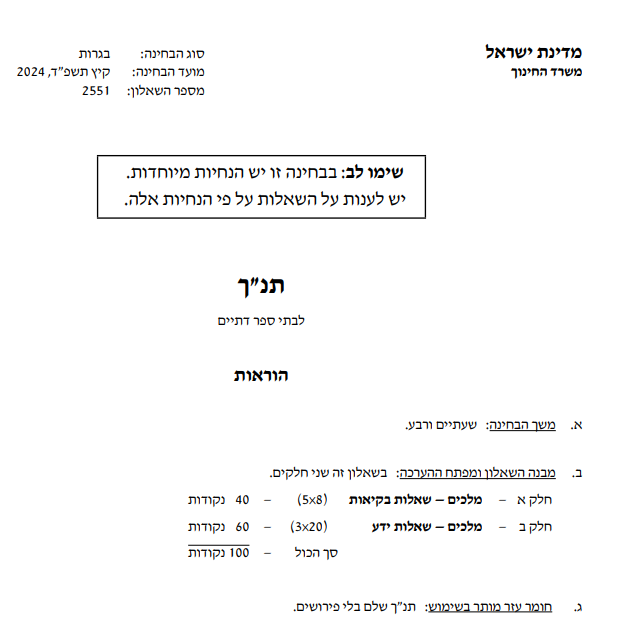 מדינת ישראל
משרד החינוך
סוג הבחינה: בגרות
מועד הבחינה: קיץ תשפ"ד, 2024
מספר השאלון: 2551
שימו לב: בבחינה זו יש הנחיות מיוחדות.
יש לענות על השאלות על פי הנחיות אלה.
תנ"ך
לבתי ספר דתיים
הוראות
א. משך הבחינה: שעתיים ורבע.
ב. מבנה השאלון ומפתח ההערכה: בשאלון זה שני חלקים.
חלק א – מלכים – שאלות בקיאות (5x8) – 40 נקודות
חלק ב – מלכים – שאלות ידע (3x20) – 60 נקודות
סך הכול – 100 נקודות
ג. חומר עזר מותר בשימוש: תנ"ך שלם בלי פירושים.